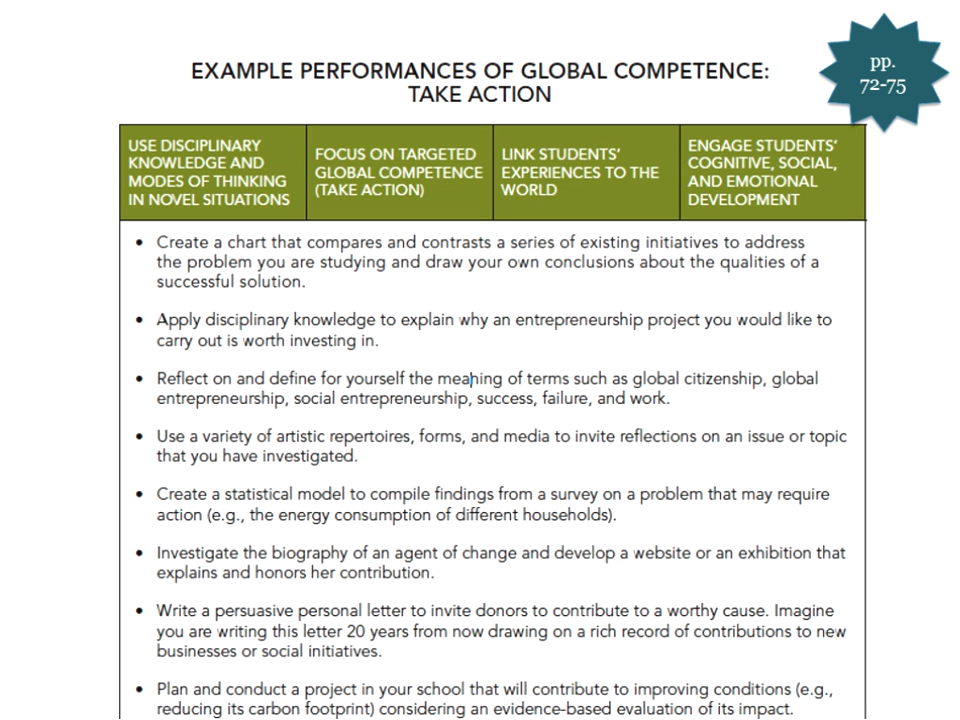 pp.
72-75
EXAMPLE PERFORMANCES OF GLOBAL COMPETENCE:
TAKE ACTION
USE DISCIPLINARY
KNOWLEDGE AND
MODES OF THINKING
IN NOVEL SITUATIONS
FOCUS ON TARGETED
GLOBAL COMPETENCE
(TAKE ACTION)
LINK STUDENTS’
EXPERIENCES TO THE
WORLD
ENGAGE STUDENTS’
COGNITIVE, SOCIAL,
AND EMOTIONAL
DEVELOPMENT
• Create a chart that compares and contrasts a series of existing initiatives to address
the problem you are studying and draw your own conclusions about the qualities of a
successful solution.
• Apply disciplinary knowledge to explain why an entrepreneurship project you would like to
carry out is worth investing in.
• Reflect on and define for yourself the meaning of terms such as global citizenship, global
entrepreneurship, social entrepreneurship, success, failure, and work.
• Use a variety of artistic repertoires, forms, and media to invite reflections on an issue or topic
that you have investigated.
• Create a statistical model to compile findings from a survey on a problem that may require
action (e.g., the energy consumption of different households).
• Investigate the biography of an agent of change and develop a website or an exhibition that
explains and honors her contribution.
• Write a persuasive personal letter to invite donors to contribute to a worthy cause. Imagine
you are writing this letter 20 years from now drawing on a rich record of contributions to new
businesses or social initiatives.
• Plan and conduct a project in your school that will contribute to improving conditions (e.g.,
reducing its carbon footprint) considering an evidence-based evaluation of its impact.